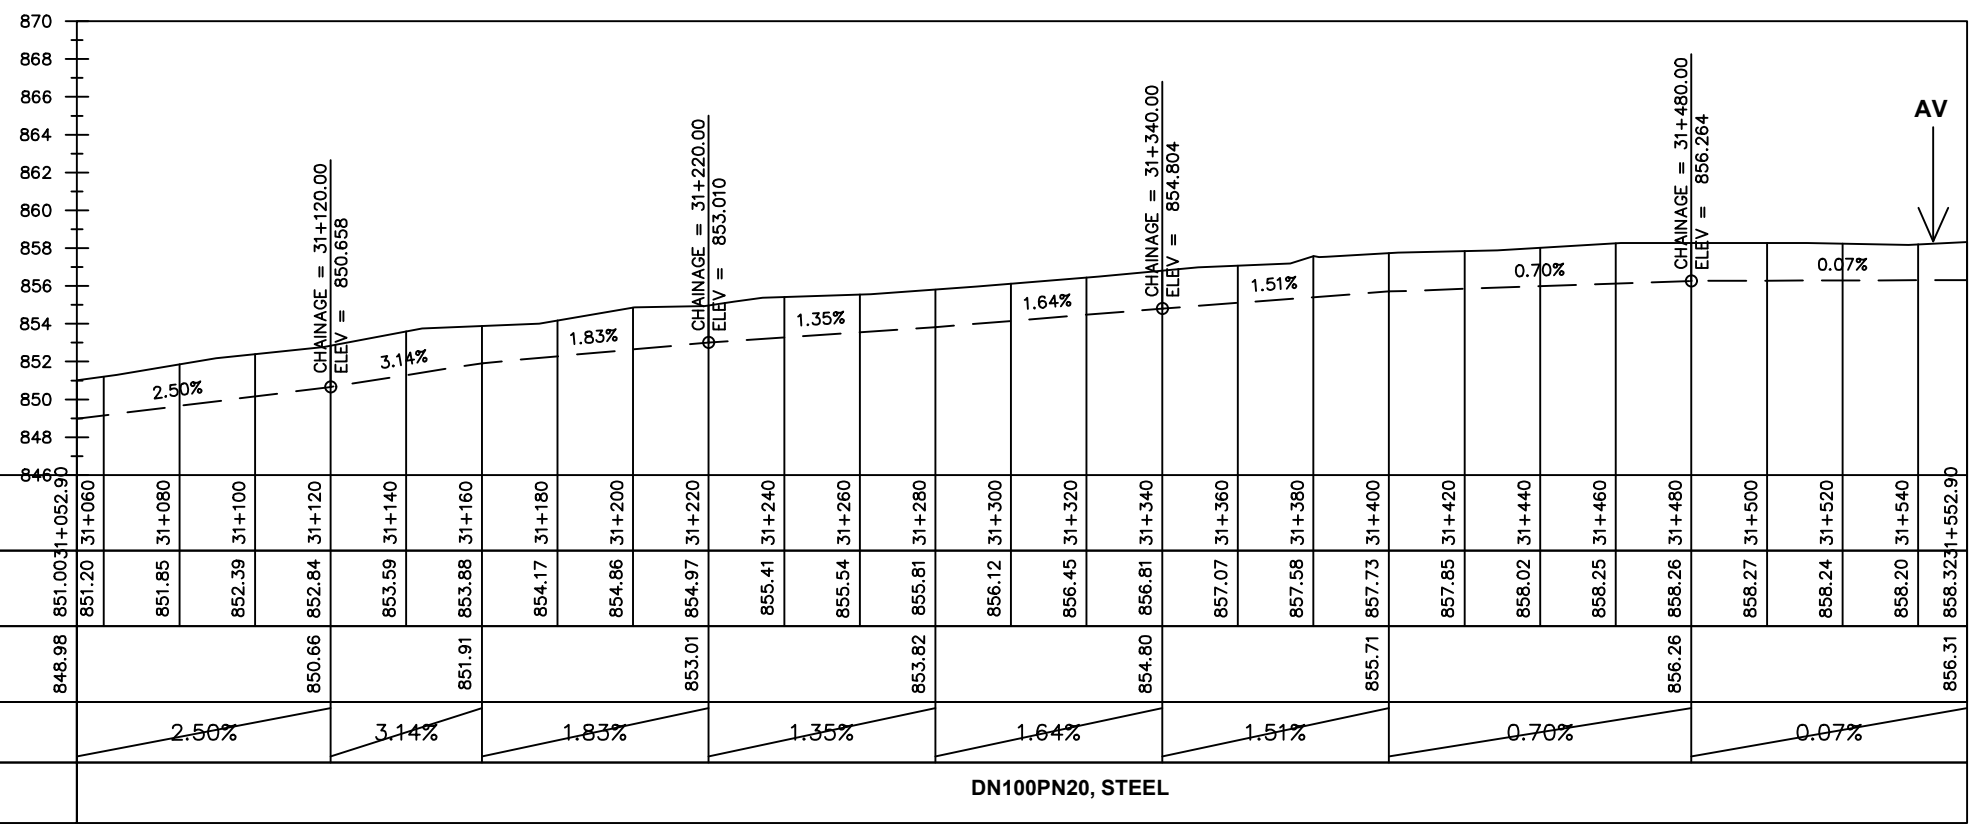 870
868
866
864
862
860
858
856
854
852
850
848
846
CHAINAGE = 31+120.00
ELEV = 850.658
CHAINAGE = 31+220.00
ELEV = 853.010
CHAINAGE = 31+340.00
ELEV = 854.804
CHAINAGE = 31+480.00
ELEV = 856.264
AV
2.50%
3.14%
1.83%
1.35%
1.64%
1.51%
0.70%
0.07%
31+052.90 31+060 31+080 31+100 31+120 31+140 31+160 31+180 31+200 31+220 31+240 31+260 31+280 31+300 31+320 31+340 31+360 31+380 31+400 31+420 31+440 31+460 31+480 31+500 31+520 31+540 31+552.90
851.00 851.20 851.85 852.39 852.84 853.59 853.88 854.17 854.86 854.97 855.41 855.54 855.81 856.12 856.45 856.81 857.07 857.58 857.73 857.85 858.02 858.25 858.26 858.27 858.24 858.20 858.32
848.98 850.66 851.91 853.01 853.82 854.80 855.71 856.26 856.31
2.50% 3.14% 1.83% 1.35% 1.64% 1.51% 0.70% 0.07%
DN100PN20, STEEL